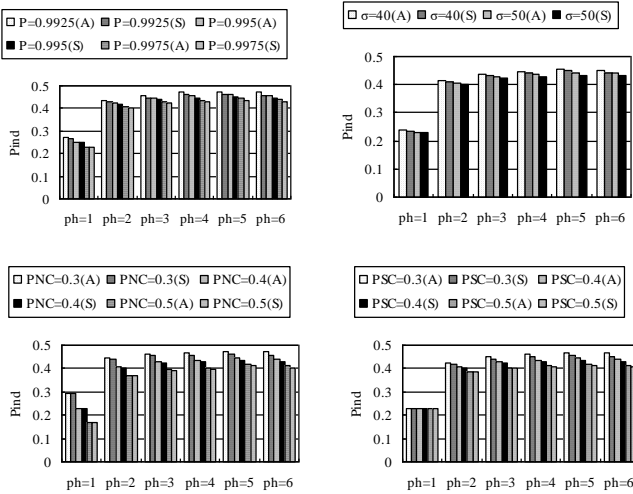 P=0.9925(A) P=0.9925(S) P=0.995(A)
P=0.995(S) P=0.9975(A) P=0.9975(S)
Pind
0.5
0.4
0.3
0.2
0.1
0
ph=1 ph=2 ph=3 ph=4 ph=5 ph=6
σ=40(A) σ=40(S) σ=50(A) σ=50(S)
Pind
0.5
0.4
0.3
0.2
0.1
0
ph=1 ph=2 ph=3 ph=4 ph=5 ph=6
PNC=0.3(A) PNC=0.3(S) PNC=0.4(A)
PNC=0.4(S) PNC=0.5(A) PNC=0.5(S)
Pind
0.5
0.4
0.3
0.2
0.1
0
ph=1 ph=2 ph=3 ph=4 ph=5 ph=6
PSC=0.3(A) PSC=0.3(S) PSC=0.4(A)
PSC=0.4(S) PSC=0.5(A) PSC=0.5(S)
Pind
0.5
0.4
0.3
0.2
0.1
0
ph=1 ph=2 ph=3 ph=4 ph=5 ph=6